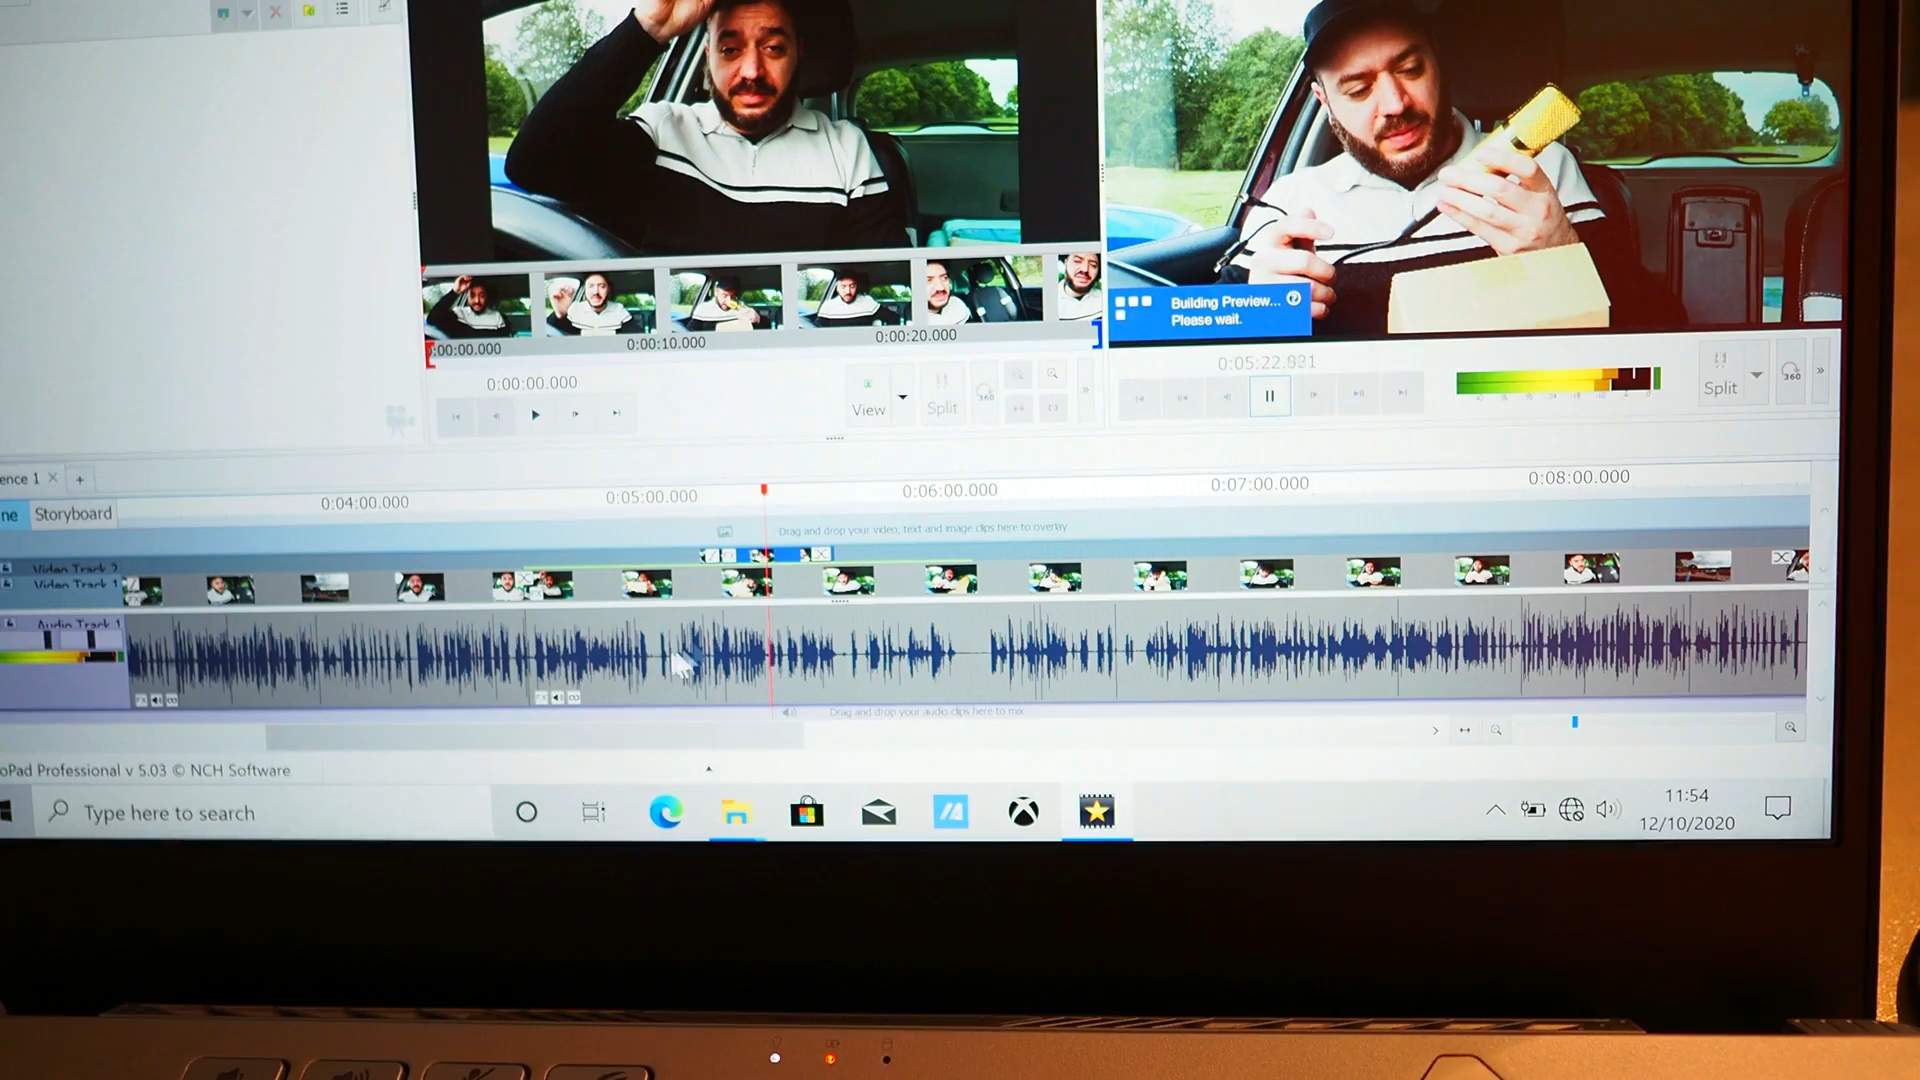 Building Preview...
Please wait.
0:00:00.000
0:00:10.000
0:00:20.000
0:00:00.000
View
Split
360
0:05:22.881
Split
360
ence 1
0:04:00.000
0:05:00.000
0:06:00.000
0:07:00.000
0:08:00.000
ne
Storyboard
Drag and drop your video, text and image clips here to overlay
Video Track 2
Video Track 1
Audio Track 1
Drag and drop your audio clips here to mix
oPad Professional v 5.03 © NCH Software
Type here to search
11:54
12/10/2020